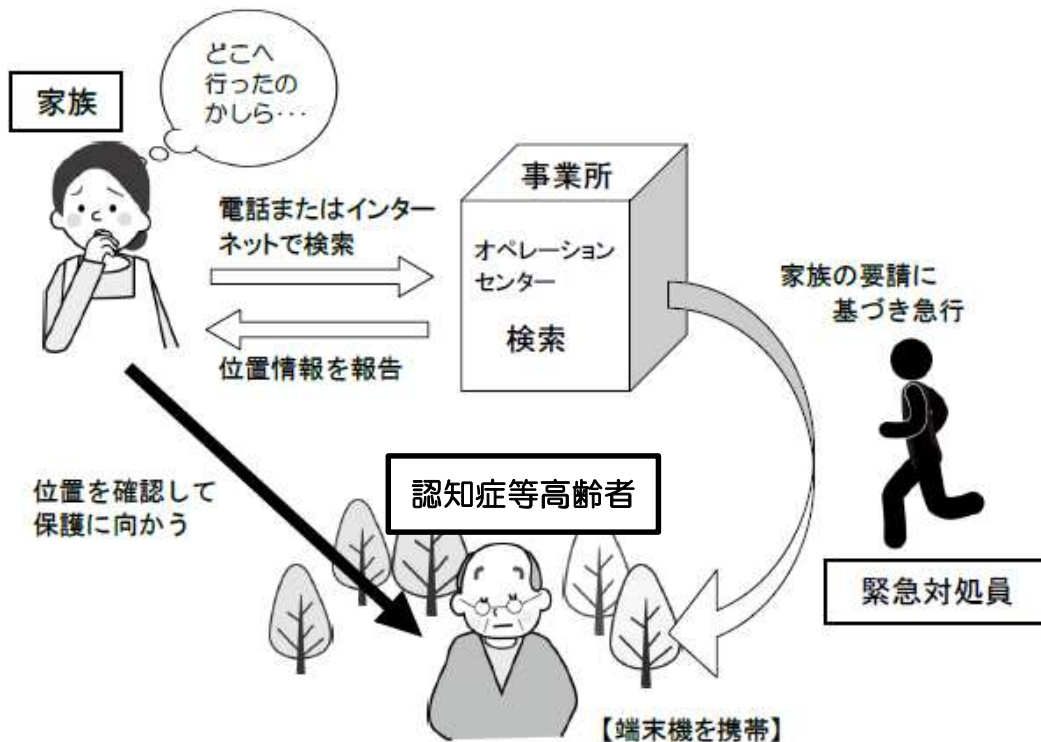 どこへ
行ったの
かしら・・・
家族
事業所
電話またはインター
ネットで検索
オペレーション
センター
検索
位置情報を報告
家族の要請に
基づき急行
位置を確認して
保護に向かう
認知症等高齢者
緊急対処員
【端末機を携帯】